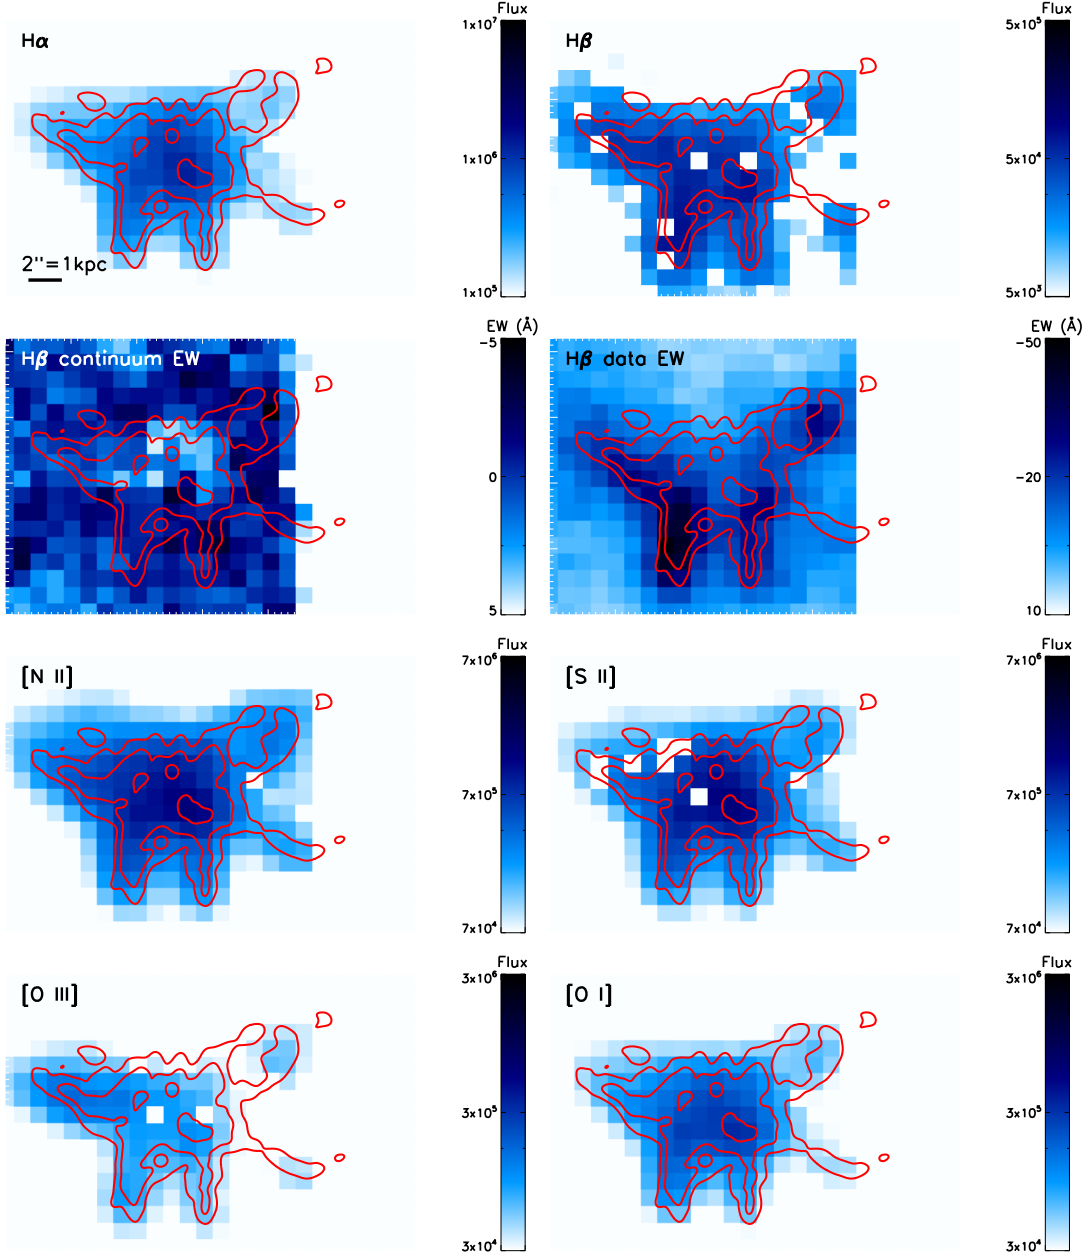 Flux
Hα
1x10⁷
1x10⁶
1x10⁵
2"=1kpc
Flux
Hβ
5x10⁵
5x10⁴
5x10³
EW (Å)
Hβ continuum EW
-5
0
5
EW (Å)
Hβ data EW
-50
-20
10
Flux
[N II]
7x10⁶
7x10⁵
7x10⁴
Flux
[S II]
7x10⁶
7x10⁵
7x10⁴
Flux
[O III]
3x10⁶
3x10⁵
3x10⁴
Flux
[O I]
3x10⁶
3x10⁵
3x10⁴